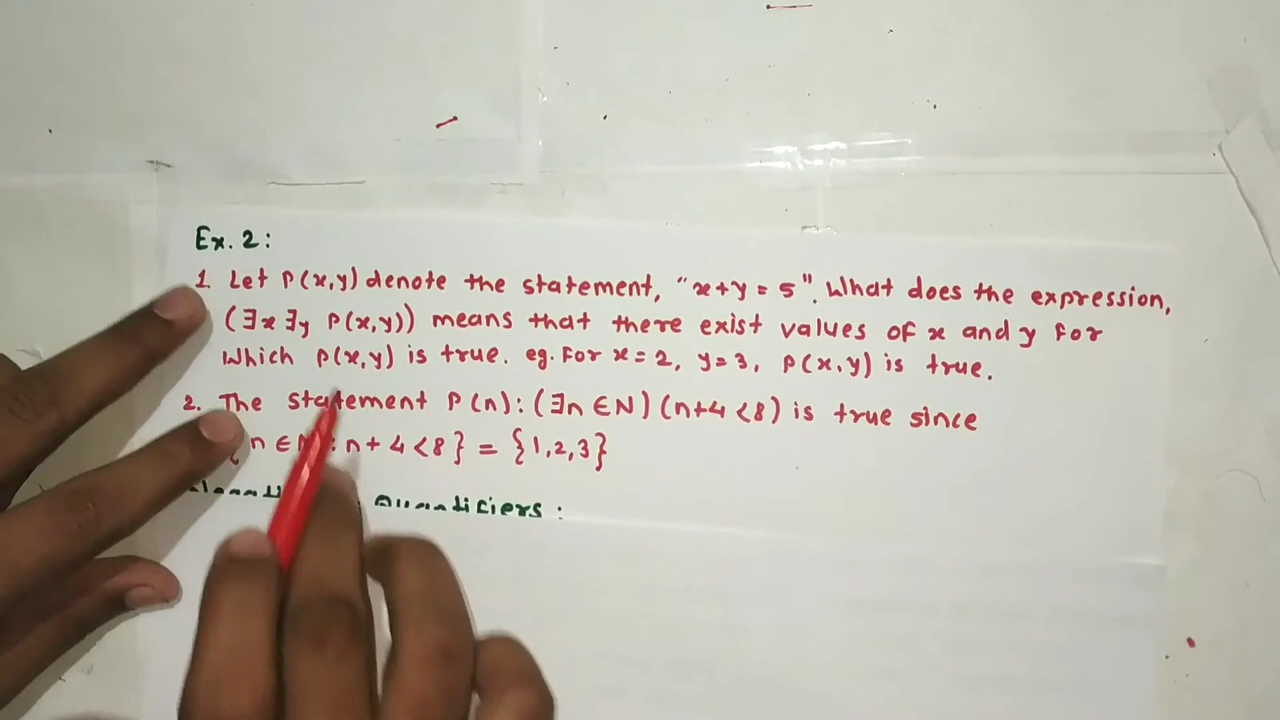 Ex. 2:
1. Let P(x,y) denote the statement, "x+y = 5". What does the expression,
(∃x ∃y P(x,y)) means that there exist values of x and y for
which P(x,y) is true. eg. For x = 2, y = 3, P(x,y) is true.
2. The statement P(n): (∃n ∈ N) (n+4 < 8) is true since
{n ∈ N : n + 4 < 8} = {1,2,3}
Quantifiers :